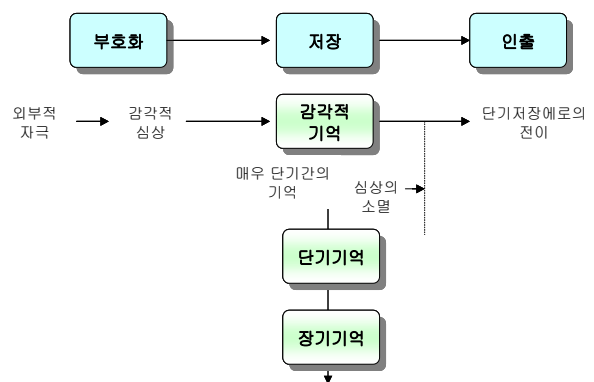 부호화
저장
인출
외부적
자극
감각적
심상
감각적
기억
단기저장에로의
전이
매우 단기간의
기억
심상의
소멸
단기기억
장기기억